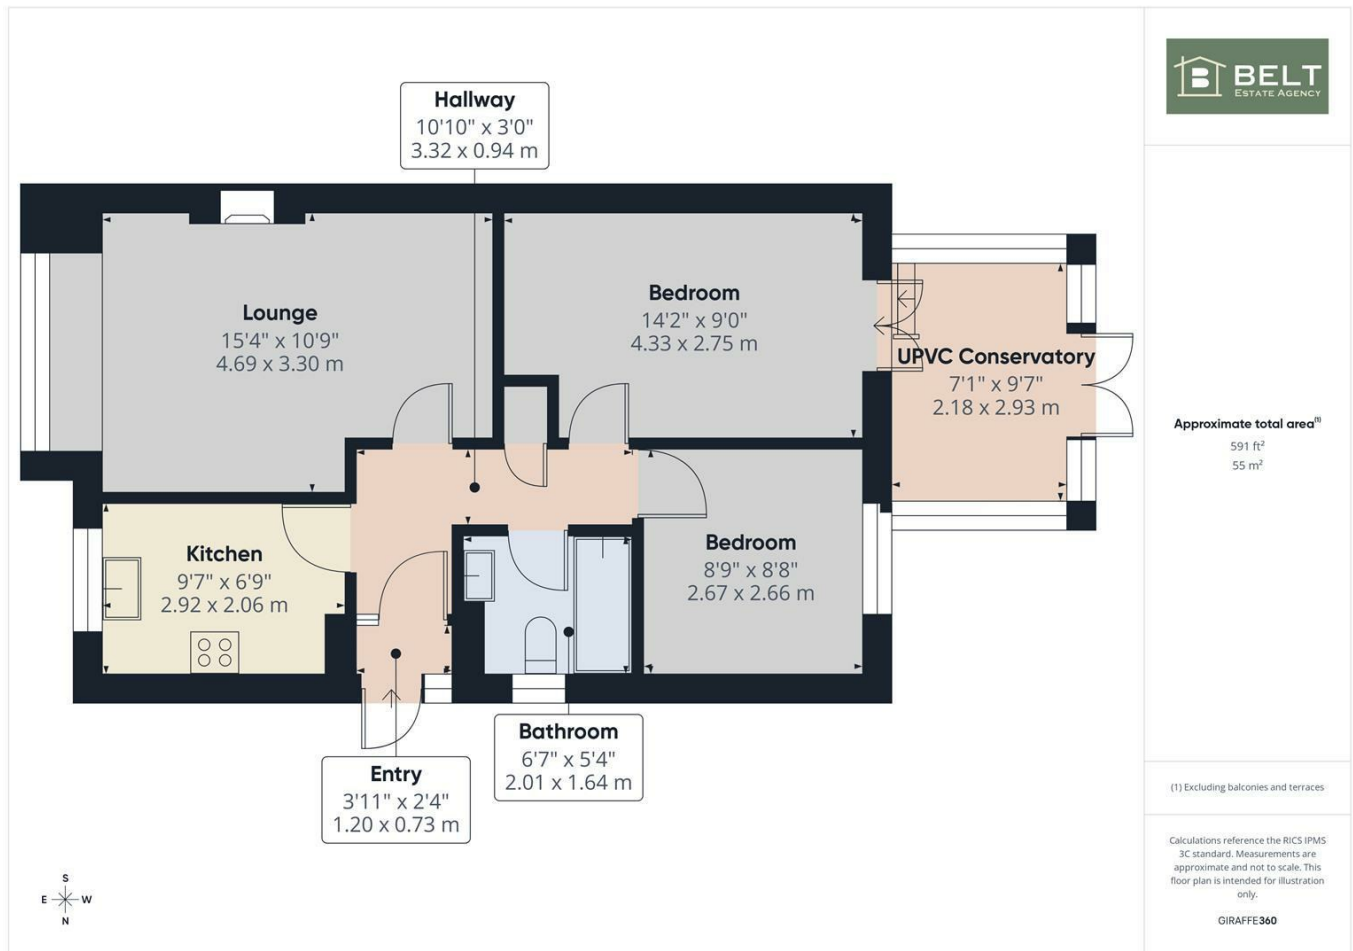 Hallway
10'10" x 3'0"
3.32 x 0.94 m
Lounge
15'4" x 10'9"
4.69 x 3.30 m
Bedroom
14'2" x 9'0"
4.33 x 2.75 m
UPVC Conservatory
7'1" x 9'7"
2.18 x 2.93 m
Kitchen
9'7" x 6'9"
2.92 x 2.06 m
Bedroom
8'9" x 8'8"
2.67 x 2.66 m
Bathroom
6'7" x 5'4"
2.01 x 1.64 m
Entry
3'11" x 2'4"
1.20 x 0.73 m
S
E W
N
B BELT
ESTATE AGENCY
Approximate total area(1)
591 ft²
55 m²
(1) Excluding balconies and terraces
Calculations reference the RICS IPMS
3C standard. Measurements are
approximate and not to scale. This
floor plan is intended for illustration
only.
GIRAFFE360